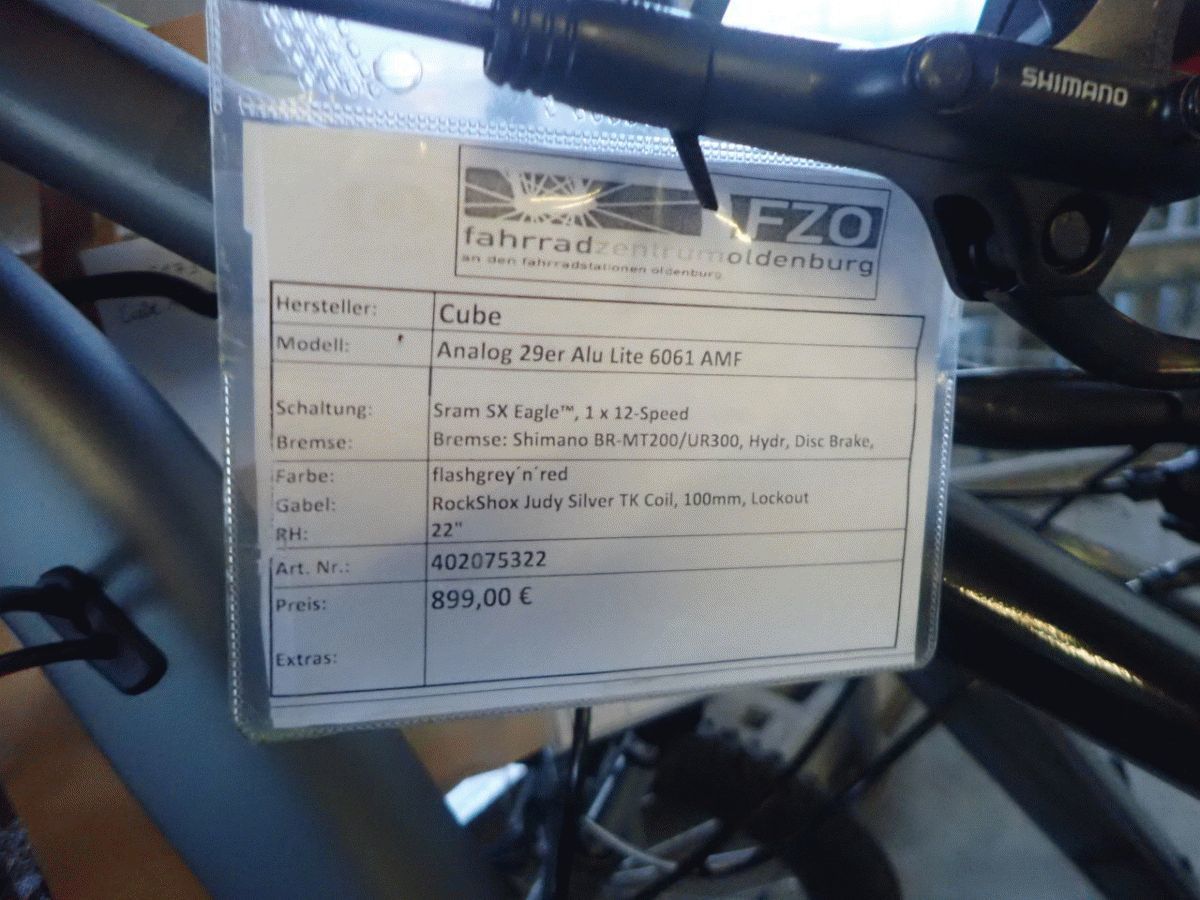 SHIMANO
FZO
fahrradzentrumoldenburg
an den fahrradstationen oldenburg
Hersteller: Cube
Modell: Analog 29er Alu Lite 6061 AMF
Schaltung: Sram SX Eagle™, 1 x 12-Speed
Bremse: Bremse: Shimano BR-MT200/UR300, Hydr, Disc Brake,
Farbe: flashgrey´n´red
Gabel: RockShox Judy Silver TK Coil, 100mm, Lockout
RH: 22"
Art. Nr.: 402075322
Preis: 899,00 €
Extras: